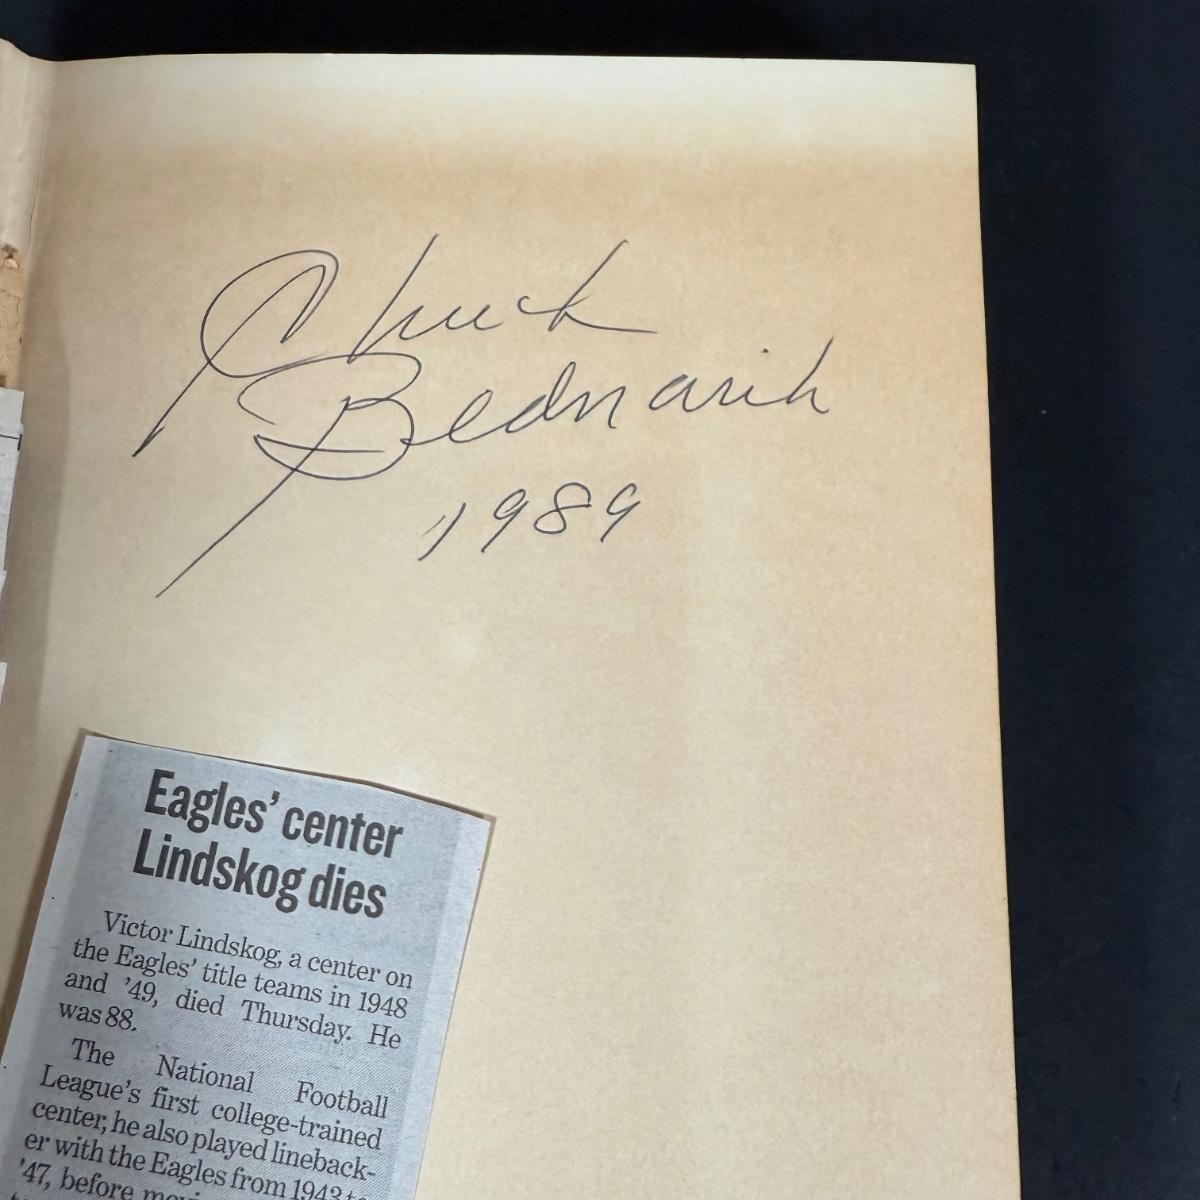 Chuck
Bednarik
1989
Eagles' center
Lindskog dies
Victor Lindskog, a center on
the Eagles' title teams in 1948
and '49, died Thursday. He
was 88.
The National Football
League's first college-trained
center, he also played lineback-
er with the Eagles from 1943 to
'47, before